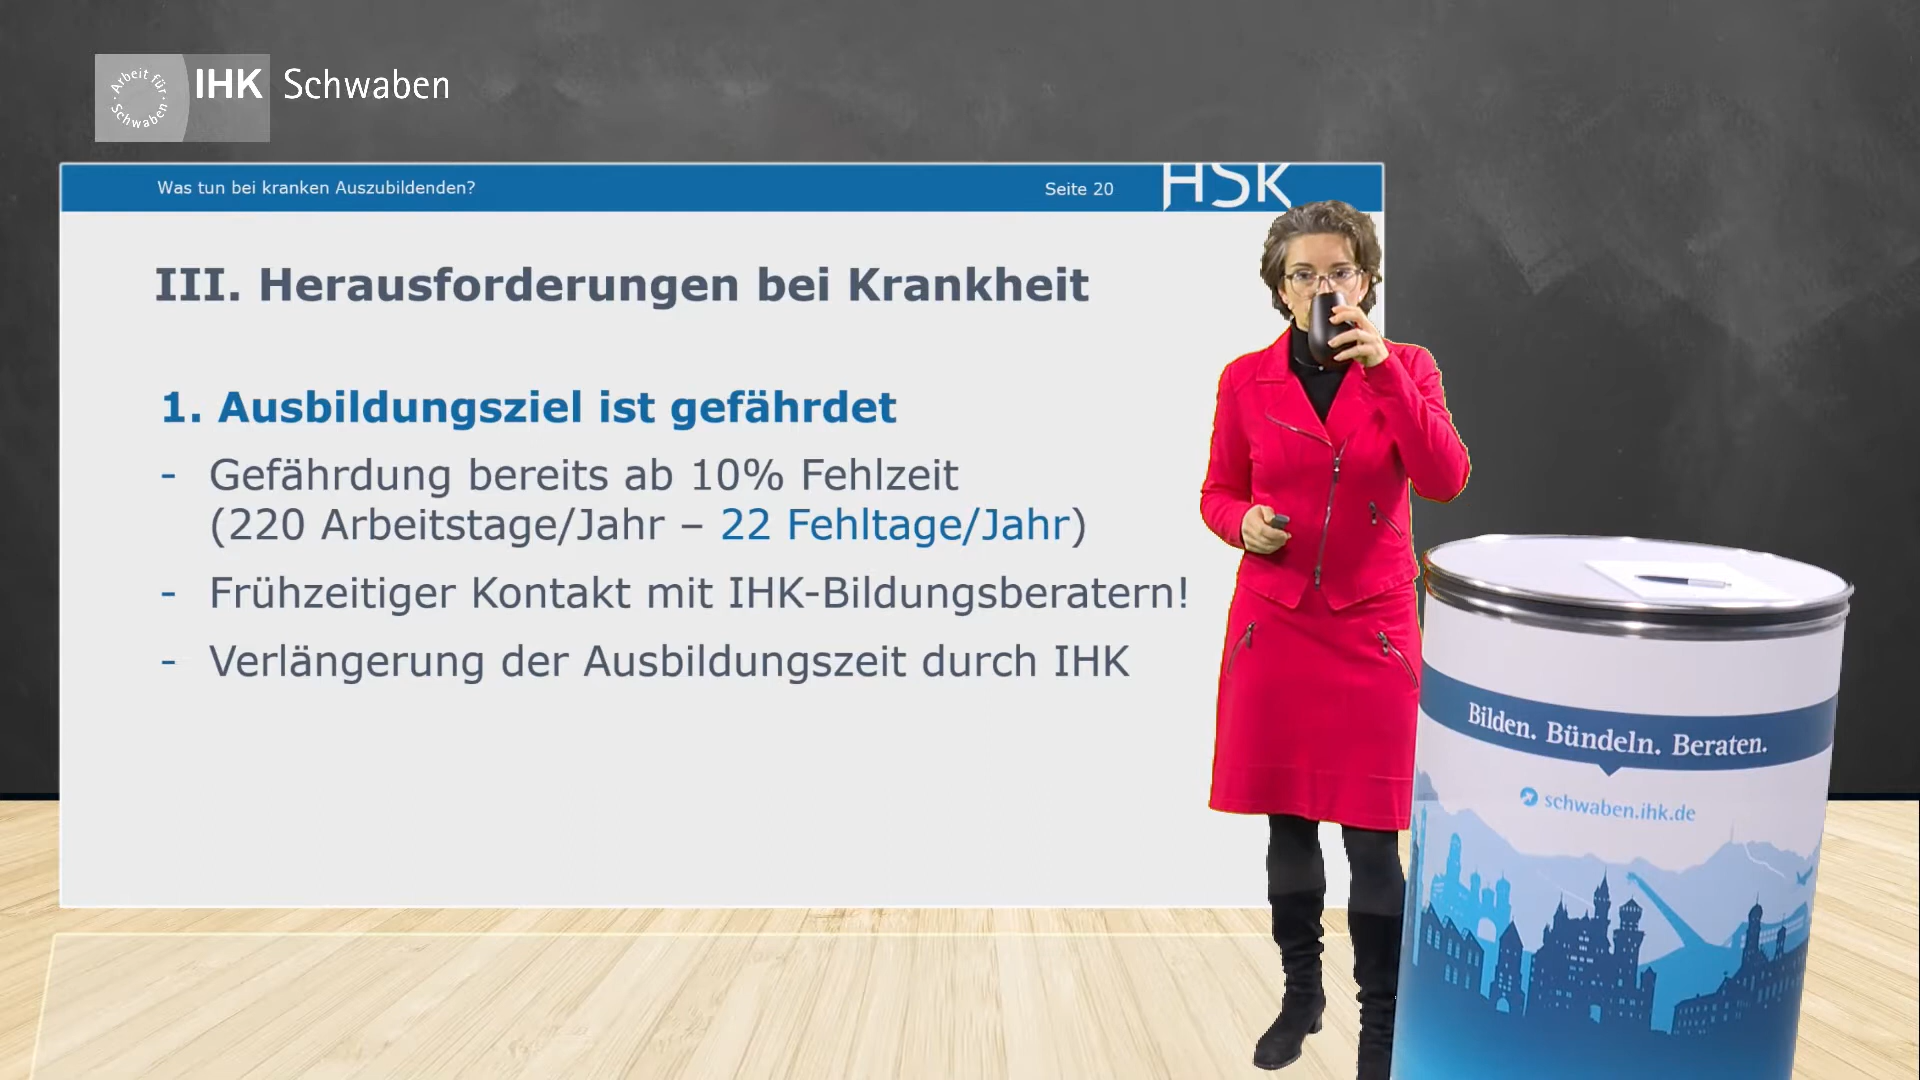 Arbeit für
Schwaben
IHK Schwaben
Was tun bei kranken Auszubildenden?
Seite 20
HSK
III. Herausforderungen bei Krankheit
1. Ausbildungsziel ist gefährdet
- Gefährdung bereits ab 10% Fehlzeit
(220 Arbeitstage/Jahr – 22 Fehltage/Jahr)
- Frühzeitiger Kontakt mit IHK-Bildungsberatern!
- Verlängerung der Ausbildungszeit durch IHK
Bilden. Bündeln. Beraten.
schwaben.ihk.de